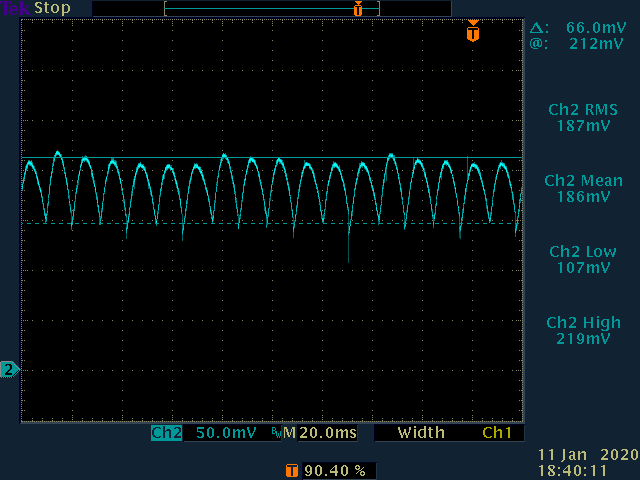 Tek Stop
T
T
Δ: 66.0mV
@: 212mV
Ch2 RMS
187mV
Ch2 Mean
186mV
Ch2 Low
107mV
Ch2 High
219mV
2
Ch2 50.0mV BW M 20.0ms Width Ch1
11 Jan 2020
T 90.40 % 18:40:11